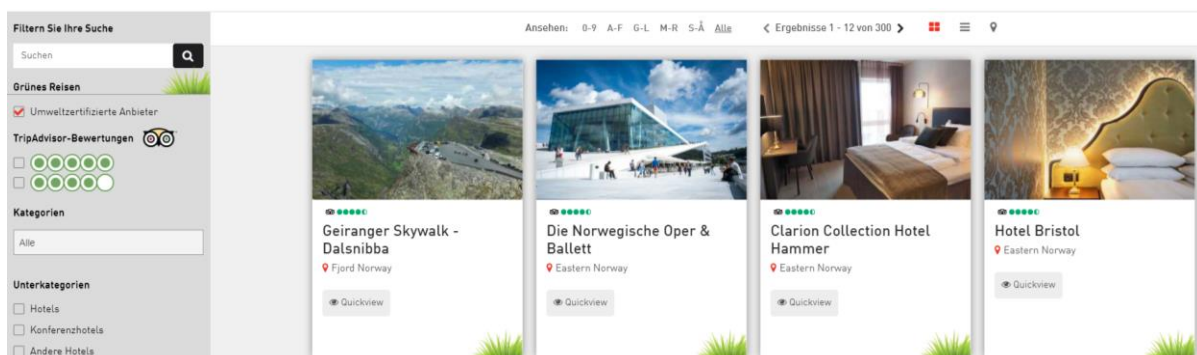 Filtern Sie Ihre Suche
Suchen
Grünes Reisen
Umweltzertifizierte Anbieter
TripAdvisor-Bewertungen
Kategorien
Alle
Unterkategorien
Hotels
Konferenzhotels
Andere Hotels
Ansehen: 0-9 A-F G-L M-R S-Å Alle
Ergebnisse 1 - 12 von 300
Geiranger Skywalk -
Dalsnibba
Fjord Norway
Quickview
Die Norwegische Oper &
Ballett
Eastern Norway
Quickview
Clarion Collection Hotel
Hammer
Eastern Norway
Quickview
Hotel Bristol
Eastern Norway
Quickview